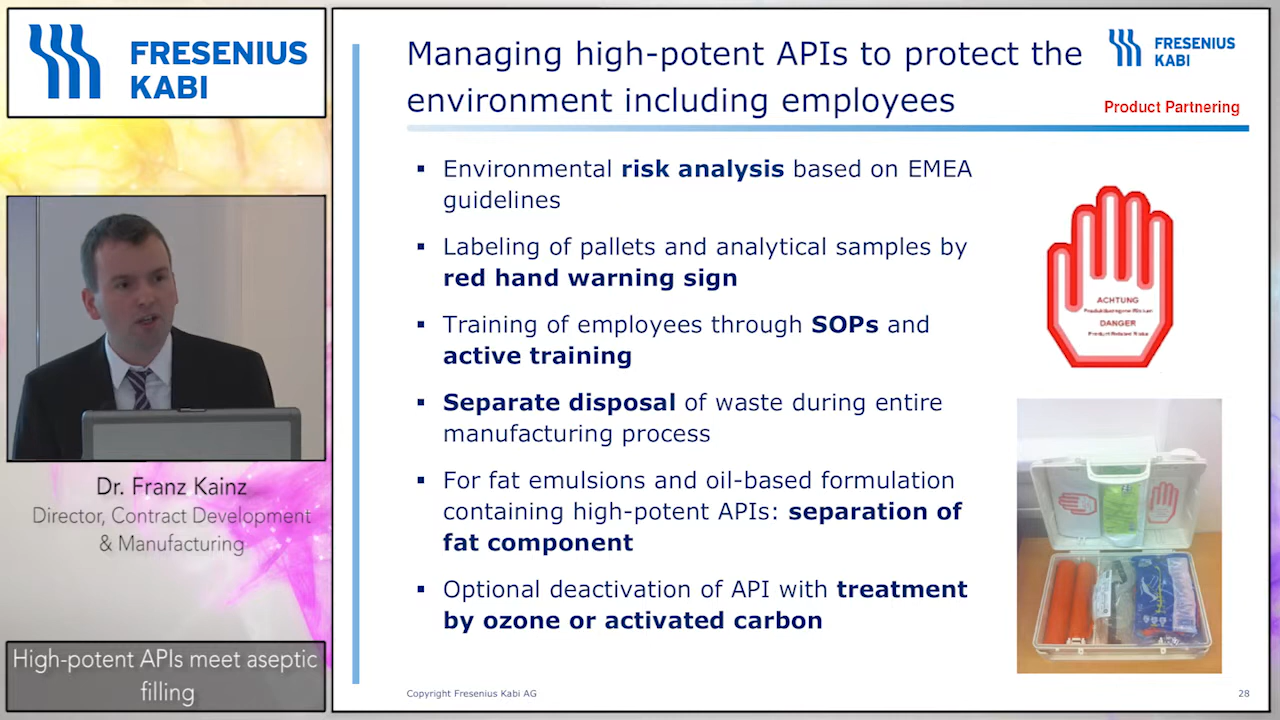 FRESENIUS
KABI
Dr. Franz Kainz
Director, Contract Development
& Manufacturing
High-potent APIs meet aseptic
filling
Managing high-potent APIs to protect the
environment including employees
FRESENIUS
KABI
Product Partnering
▪ Environmental risk analysis based on EMEA
guidelines
▪ Labeling of pallets and analytical samples by
red hand warning sign
▪ Training of employees through SOPs and
active training
▪ Separate disposal of waste during entire
manufacturing process
▪ For fat emulsions and oil-based formulation
containing high-potent APIs: separation of
fat component
▪ Optional deactivation of API with treatment
by ozone or activated carbon
ACHTUNG
DANGER
Copyright Fresenius Kabi AG
28